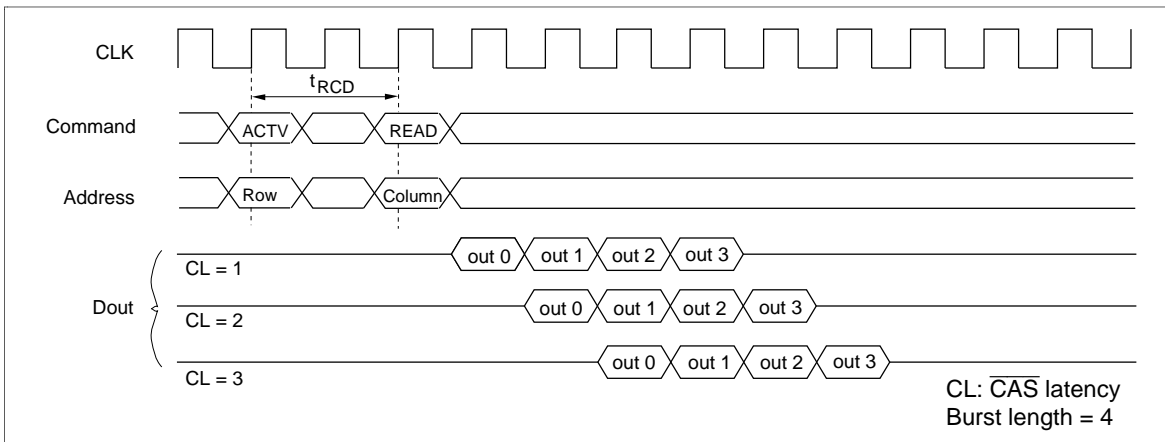 CLK
tRCD
Command ACTV READ
Address Row Column
Dout
CL = 1 out 0 out 1 out 2 out 3
CL = 2 out 0 out 1 out 2 out 3
CL = 3 out 0 out 1 out 2 out 3
CL: C̅A̅S̅ latency
Burst length = 4